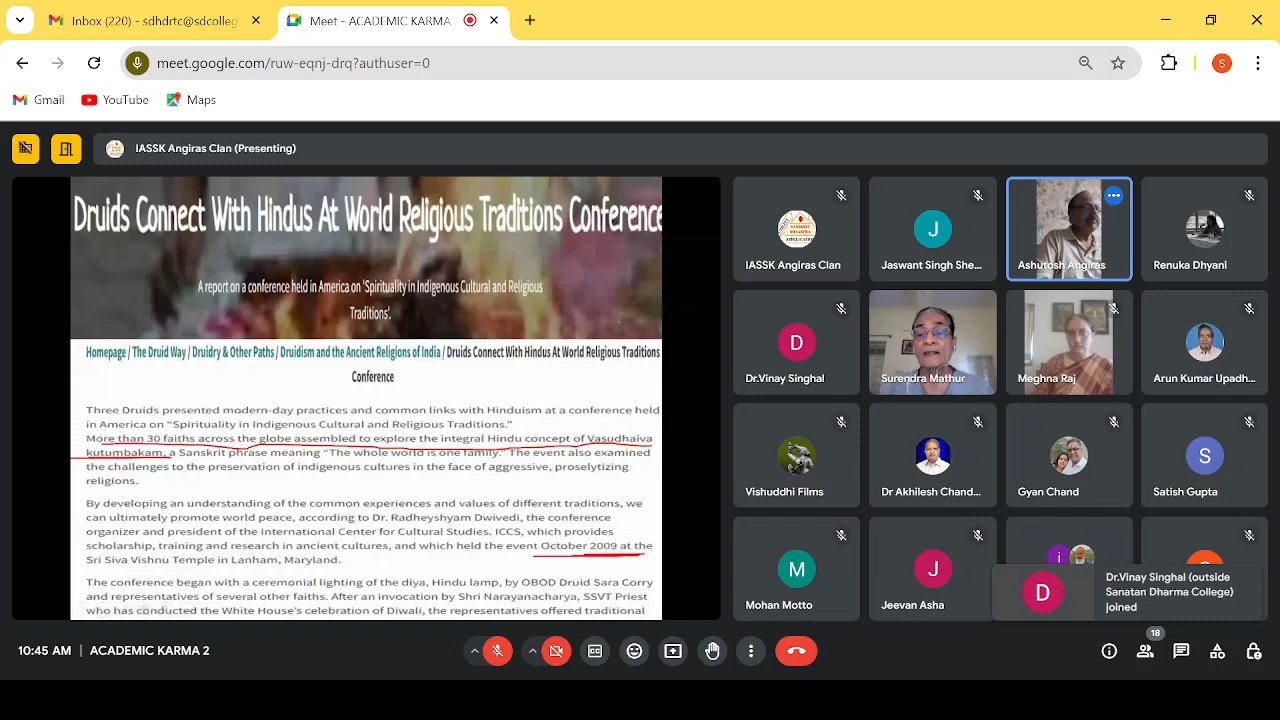 Inbox (220) - sdhdrtc@sdcolleg
Meet - ACADEMIC KARMA
meet.google.com/ruw-eqnj-drq?authuser=0
S
Gmail
YouTube
Maps
IASSK Angiras Clan (Presenting)
Druids Connect With Hindus At World Religious Traditions Conference
A report on a conference held in America on 'Spirituality in Indigenous Cultural and Religious
Traditions'.
Homepage / The Druid Way / Druidry & Other Paths / Druidism and the Ancient Religions of India / Druids Connect With Hindus At World Religious Traditions
Conference
Three Druids presented modern-day practices and common links with Hinduism at a conference held
in America on “Spirituality in Indigenous Cultural and Religious Traditions.”
More than 30 faiths across the globe assembled to explore the integral Hindu concept of Vasudhaiva
kutumbakam, a Sanskrit phrase meaning “The whole world is one family.” The event also examined
the challenges to the preservation of indigenous cultures in the face of aggressive, proselytizing
religions.
By developing an understanding of the common experiences and values of different traditions, we
can ultimately promote world peace, according to Dr. Radheyshyam Dwivedi, the conference
organizer and president of the International Center for Cultural Studies. ICCS, which provides
scholarship, training and research in ancient cultures, and which held the event October 2009 at the
Sri Siva Vishnu Temple in Lanham, Maryland.
The conference began with a ceremonial lighting of the diya, Hindu lamp, by OBOD Druid Sara Corry
and representatives of several other faiths. After an invocation by Shri Narayanacharya, SSVT Priest
who has conducted the White House's celebration of Diwali, the representatives offered traditional
IASSK Angiras Clan
J
Jaswant Singh She...
Ashutosh Angiras
Renuka Dhyani
D
Dr.Vinay Singhal
Surendra Mathur
Meghna Raj
Arun Kumar Upadh...
Vishuddhi Films
Dr Akhilesh Chand...
Gyan Chand
S
Satish Gupta
M
Mohan Motto
J
Jeevan Asha
i
D
Dr.Vinay Singhal (outside
Sanatan Dharma College)
joined
10:45 AM | ACADEMIC KARMA 2
18